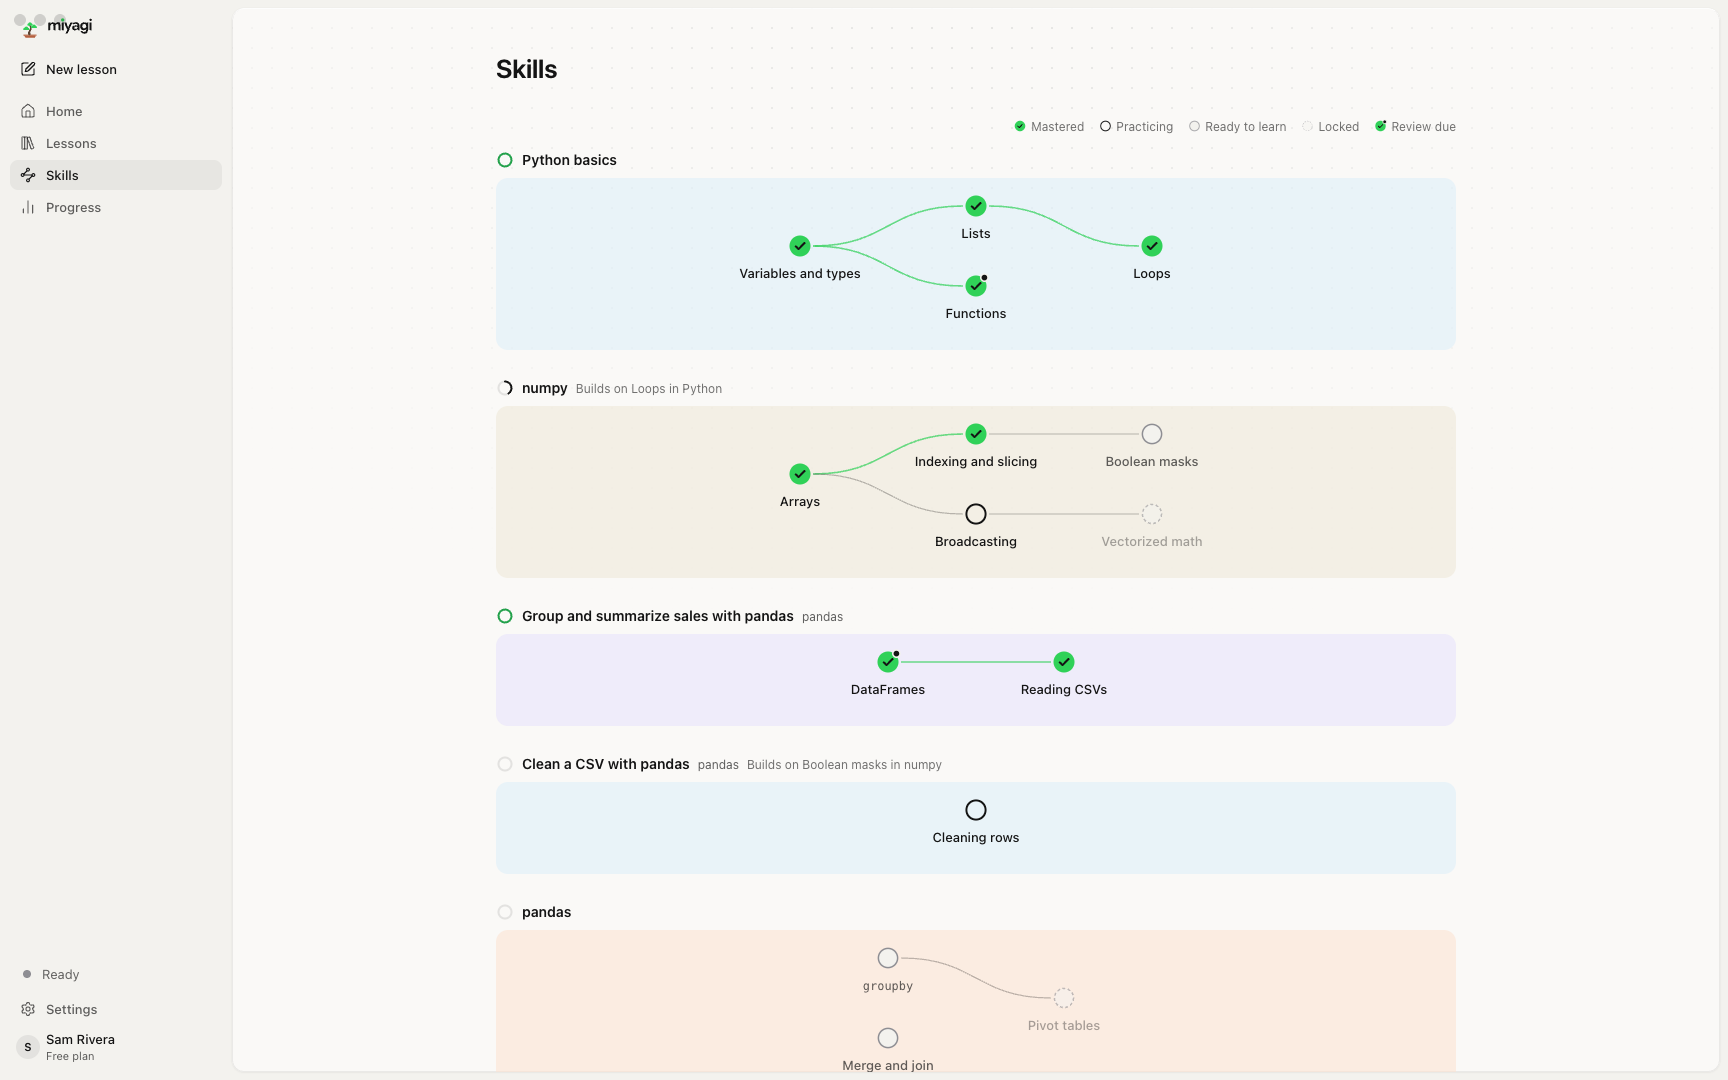 miyagi
New lesson
Home
Lessons
Skills
Progress
Ready
Settings
S
Sam Rivera
Free plan
Skills
Mastered Practicing Ready to learn Locked Review due
Python basics
Lists
Variables and types
Loops
Functions
numpy Builds on Loops in Python
Indexing and slicing
Boolean masks
Arrays
Broadcasting
Vectorized math
Group and summarize sales with pandas pandas
DataFrames
Reading CSVs
Clean a CSV with pandas pandas Builds on Boolean masks in numpy
Cleaning rows
pandas
groupby
Pivot tables
Merge and join